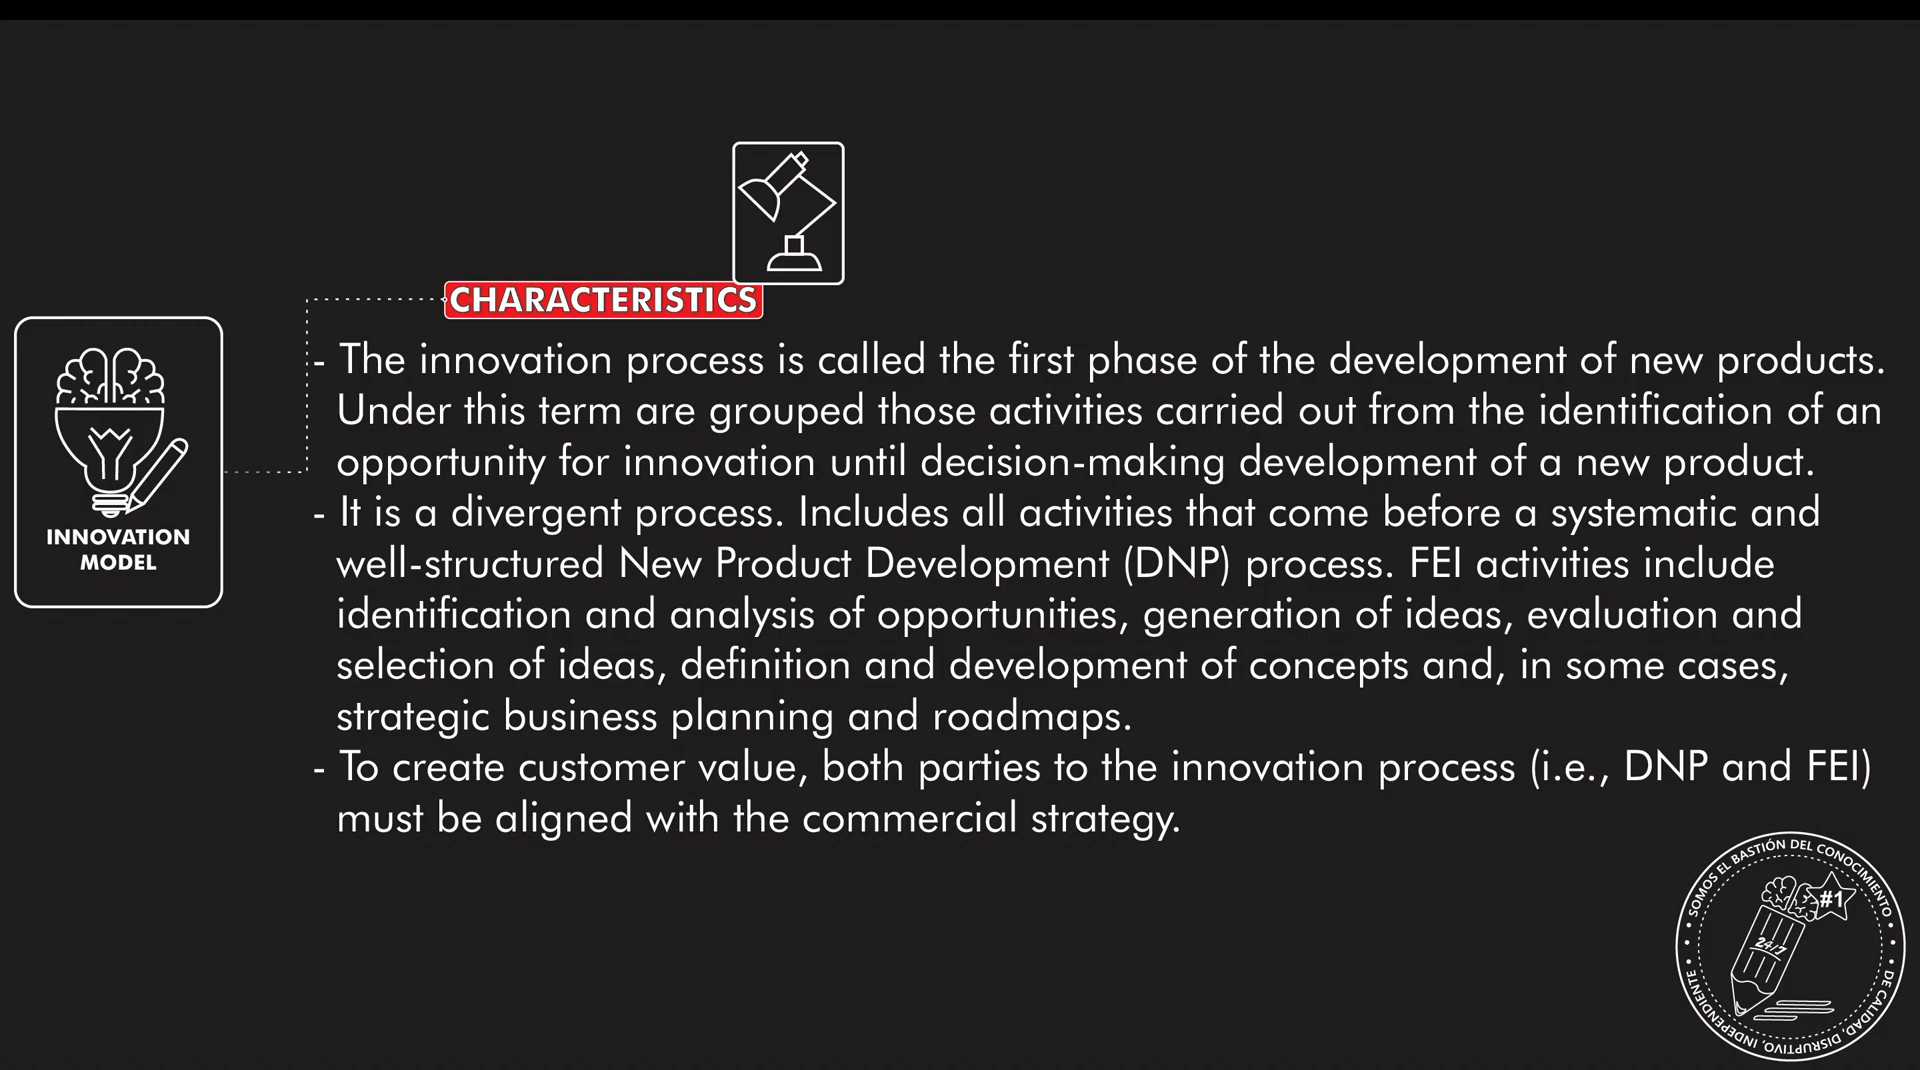 CHARACTERISTICS
- The innovation process is called the first phase of the development of new products.
Under this term are grouped those activities carried out from the identification of an
opportunity for innovation until decision-making development of a new product.
- It is a divergent process. Includes all activities that come before a systematic and
well-structured New Product Development (DNP) process. FEI activities include
identification and analysis of opportunities, generation of ideas, evaluation and
selection of ideas, definition and development of concepts and, in some cases,
strategic business planning and roadmaps.
- To create customer value, both parties to the innovation process (i.e., DNP and FEI)
must be aligned with the commercial strategy.
INNOVATION
MODEL
• SOMOS EL BASTIÓN DEL CONOCIMIENTO •
• DE CALIDAD, DISRUPTIVO, INDEPENDIENTE •
#1
24/7